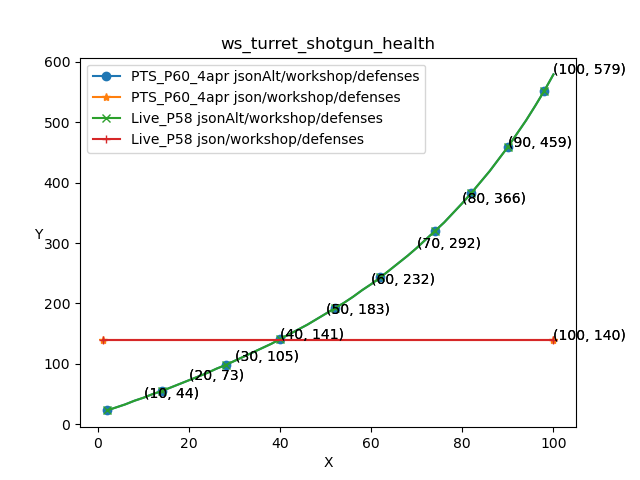 ws_turret_shotgun_health
PTS_P60_4apr jsonAlt/workshop/defenses
PTS_P60_4apr json/workshop/defenses
Live_P58 jsonAlt/workshop/defenses
Live_P58 json/workshop/defenses
600
500
400
300
200
100
0
Y
(100, 579)
(90, 459)
(80, 366)
(70, 292)
(60, 232)
(50, 183)
(40, 141)
(100, 140)
(30, 105)
(20, 73)
(10, 44)
0 20 40 60 80 100
X